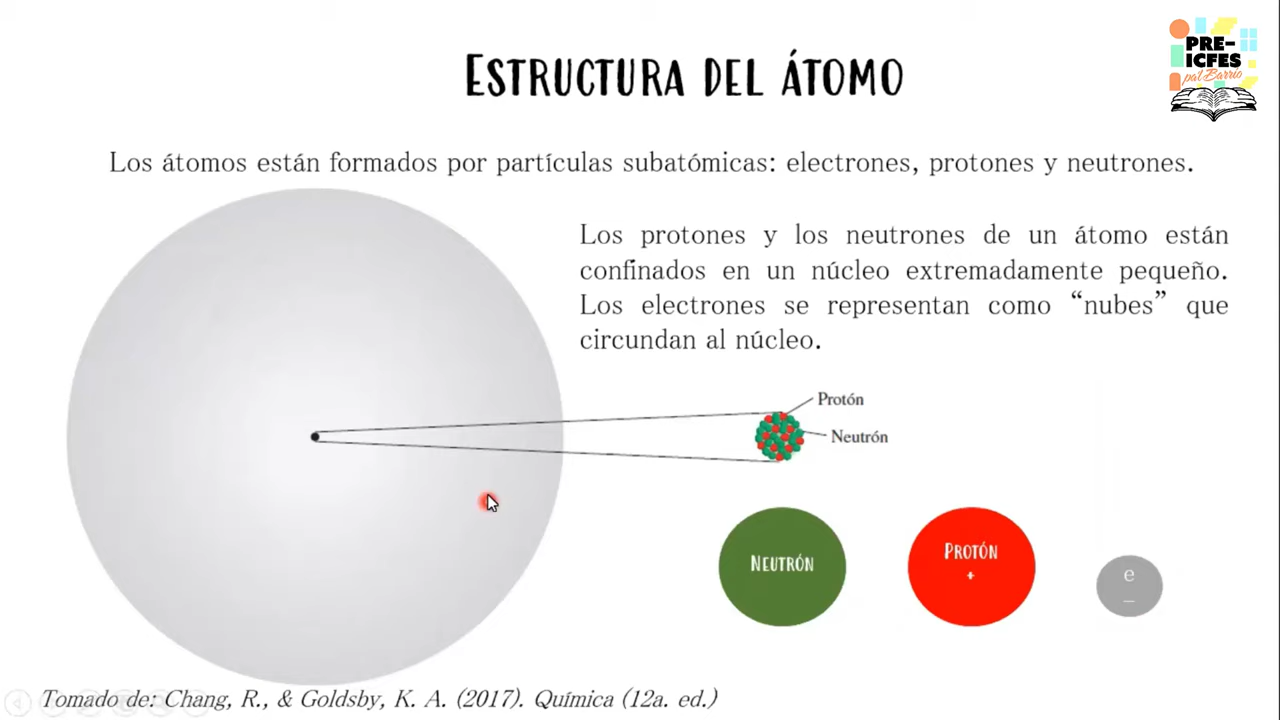 PRE-
ICFES
pal Barrio
ESTRUCTURA DEL ÁTOMO
Los átomos están formados por partículas subatómicas: electrones, protones y neutrones.
Los protones y los neutrones de un átomo están
confinados en un núcleo extremadamente pequeño.
Los electrones se representan como “nubes” que
circundan al núcleo.
Protón
Neutrón
NEUTRÓN
PROTÓN
+
e
–
Tomado de: Chang, R., & Goldsby, K. A. (2017). Química (12a. ed.)